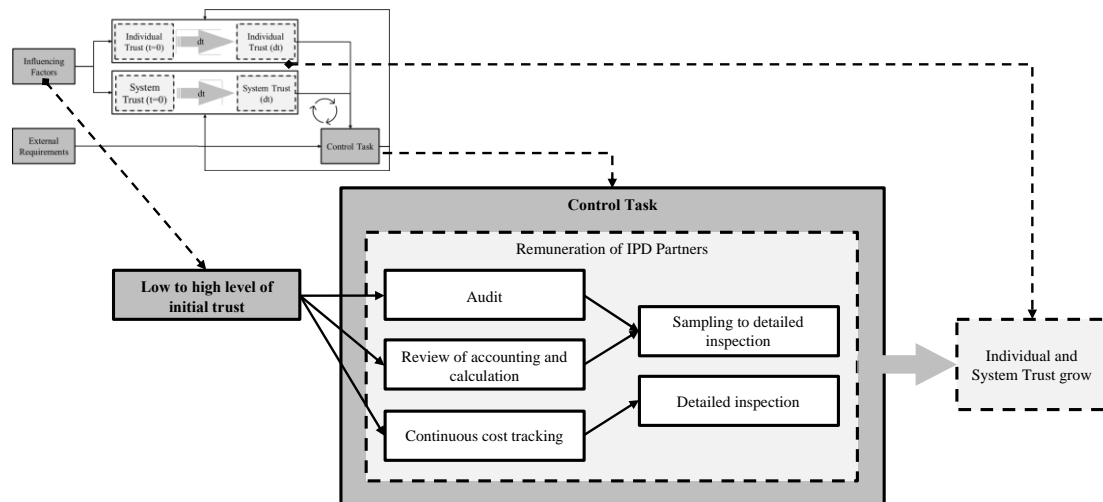 Individual
Trust (t=0)
dt
Individual
Trust (dt)
Influencing
Factors
System
Trust (t=0)
dt
System Trust
(dt)
External
Requirements
Control Task
Control Task
Remuneration of IPD Partners
Low to high level of
initial trust
Audit
Sampling to detailed
inspection
Review of accounting and
calculation
Individual and
System Trust grow
Detailed inspection
Continuous cost tracking